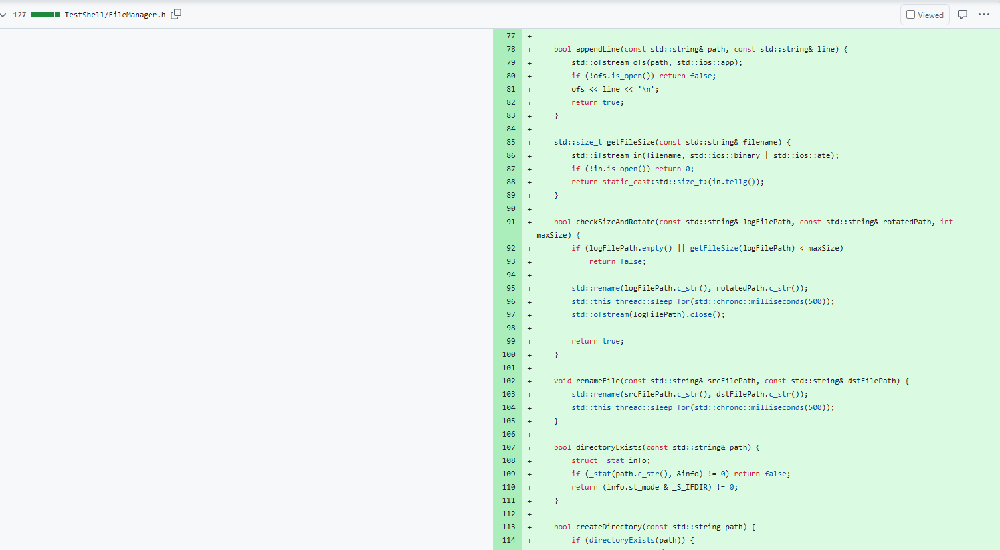 127 TestShell/FileManager.h Viewed
77 +
78 + bool appendLine(const std::string& path, const std::string& line) {
79 + std::ofstream ofs(path, std::ios::app);
80 + if (!ofs.is_open()) return false;
81 + ofs << line << '\n';
82 + return true;
83 + }
84 +
85 + std::size_t getFileSize(const std::string& filename) {
86 + std::ifstream in(filename, std::ios::binary | std::ios::ate);
87 + if (!in.is_open()) return 0;
88 + return static_cast<std::size_t>(in.tellg());
89 + }
90 +
91 + bool checkSizeAndRotate(const std::string& logFilePath, const std::string& rotatedPath, int
maxSize) {
92 + if (logFilePath.empty() || getFileSize(logFilePath) < maxSize)
93 + return false;
94 +
95 + std::rename(logFilePath.c_str(), rotatedPath.c_str());
96 + std::this_thread::sleep_for(std::chrono::milliseconds(500));
97 + std::ofstream(logFilePath).close();
98 +
99 + return true;
100 + }
101 +
102 + void renameFile(const std::string& srcFilePath, const std::string& dstFilePath) {
103 + std::rename(srcFilePath.c_str(), dstFilePath.c_str());
104 + std::this_thread::sleep_for(std::chrono::milliseconds(500));
105 + }
106 +
107 + bool directoryExists(const std::string& path) {
108 + struct _stat info;
109 + if (_stat(path.c_str(), &info) != 0) return false;
110 + return (info.st_mode & _S_IFDIR) != 0;
111 + }
112 +
113 + bool createDirectory(const std::string path) {
114 + if (directoryExists(path)) {